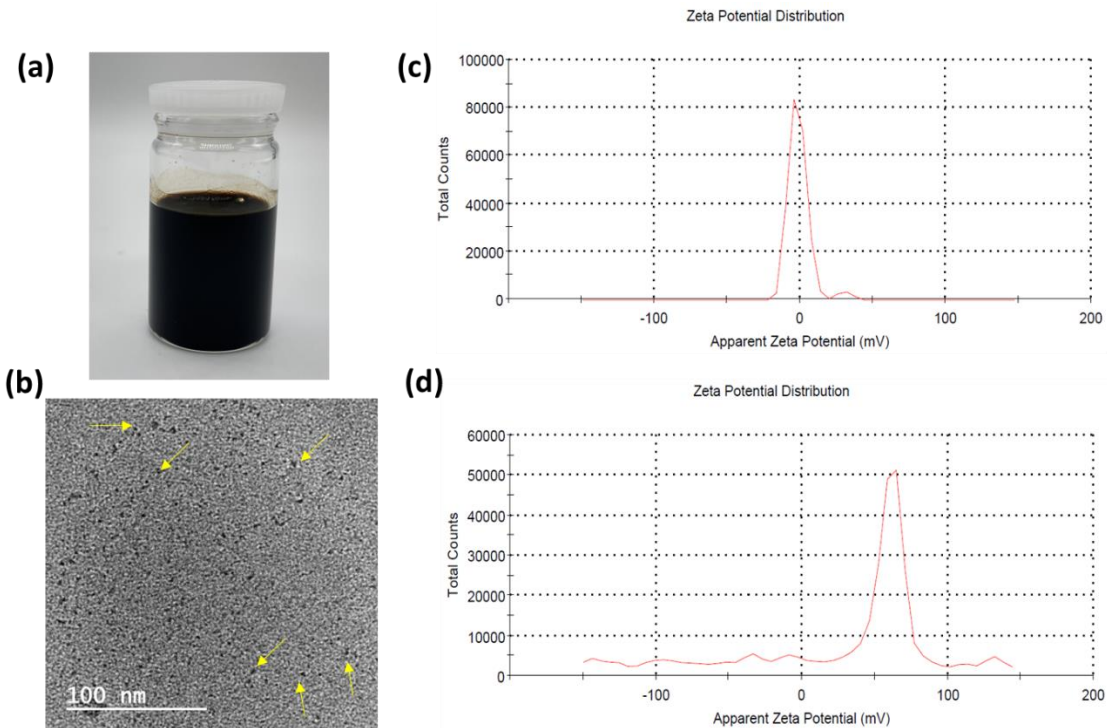 (a)
(b)
100 nm
(c)
Zeta Potential Distribution
100000
80000
60000
40000
20000
0
Total Counts
-100
0
100
200
Apparent Zeta Potential (mV)
(d)
Zeta Potential Distribution
60000
50000
40000
30000
20000
10000
0
Total Counts
-100
0
100
200
Apparent Zeta Potential (mV)